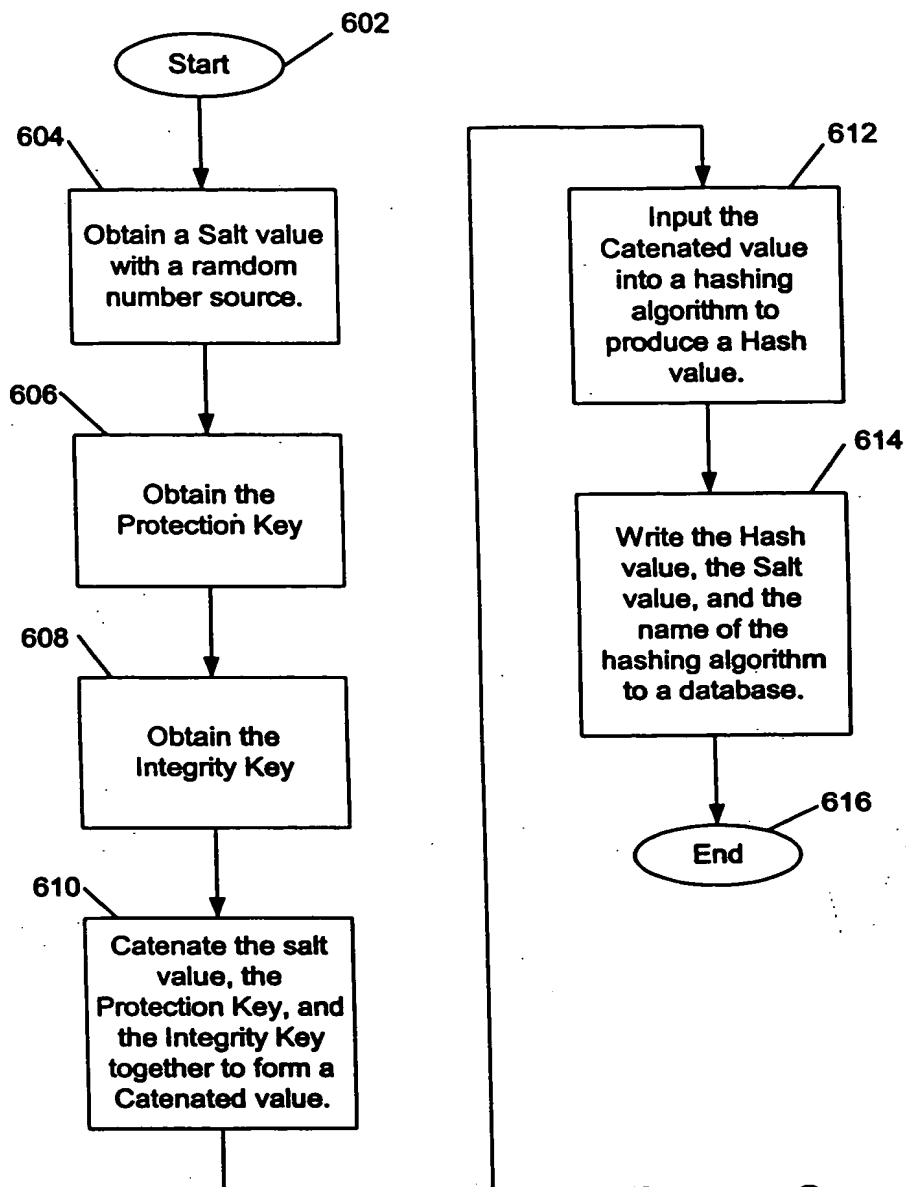 602
Start
604
Obtain a Salt value
with a ramdom
number source.
606
Obtain the
Protection Key
608
Obtain the
Integrity Key
610
Catenate the salt
value, the
Protection Key, and
the Integrity Key
together to form a
Catenated value.
612
Input the
Catenated value
into a hashing
algorithm to
produce a Hash
value.
614
Write the Hash
value, the Salt
value, and the
name of the
hashing algorithm
to a database.
616
End